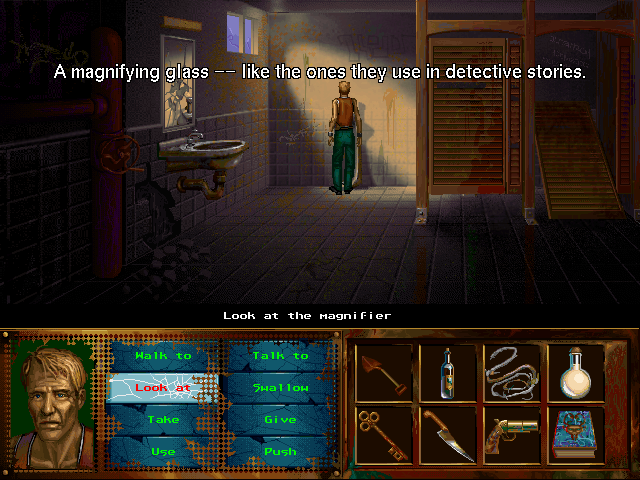 A magnifying glass -- like the ones they use in detective stories.
Look at the magnifier
Walk to
Talk to
Look at
Swallow
Take
Give
Use
Push